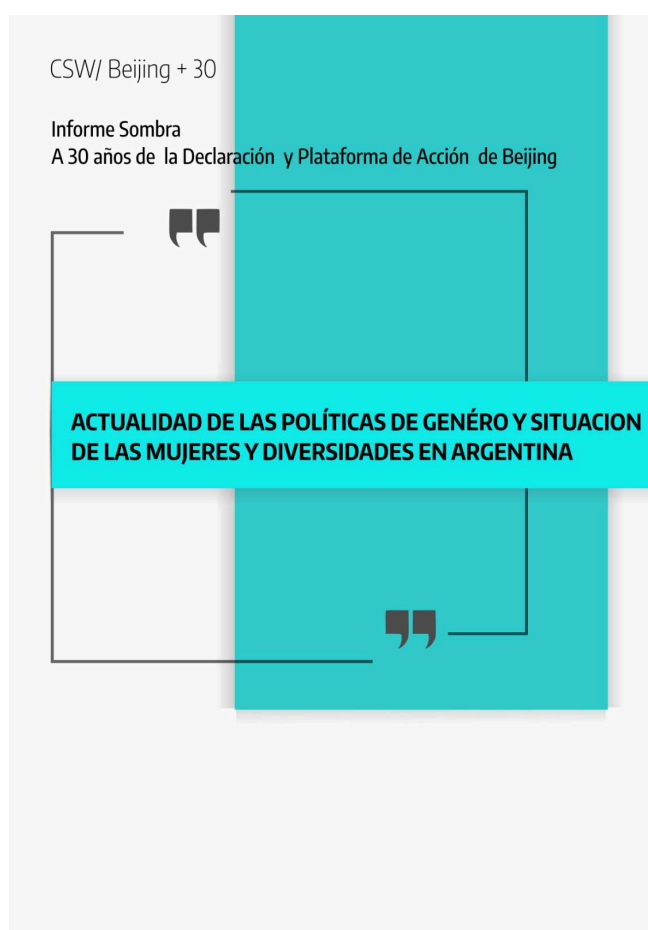 CSW/ Beijing + 30
Informe Sombra
A 30 años de la Declaración y Plataforma de Acción de Beijing
ACTUALIDAD DE LAS POLÍTICAS DE GENÉRO Y SITUACION
DE LAS MUJERES Y DIVERSIDADES EN ARGENTINA